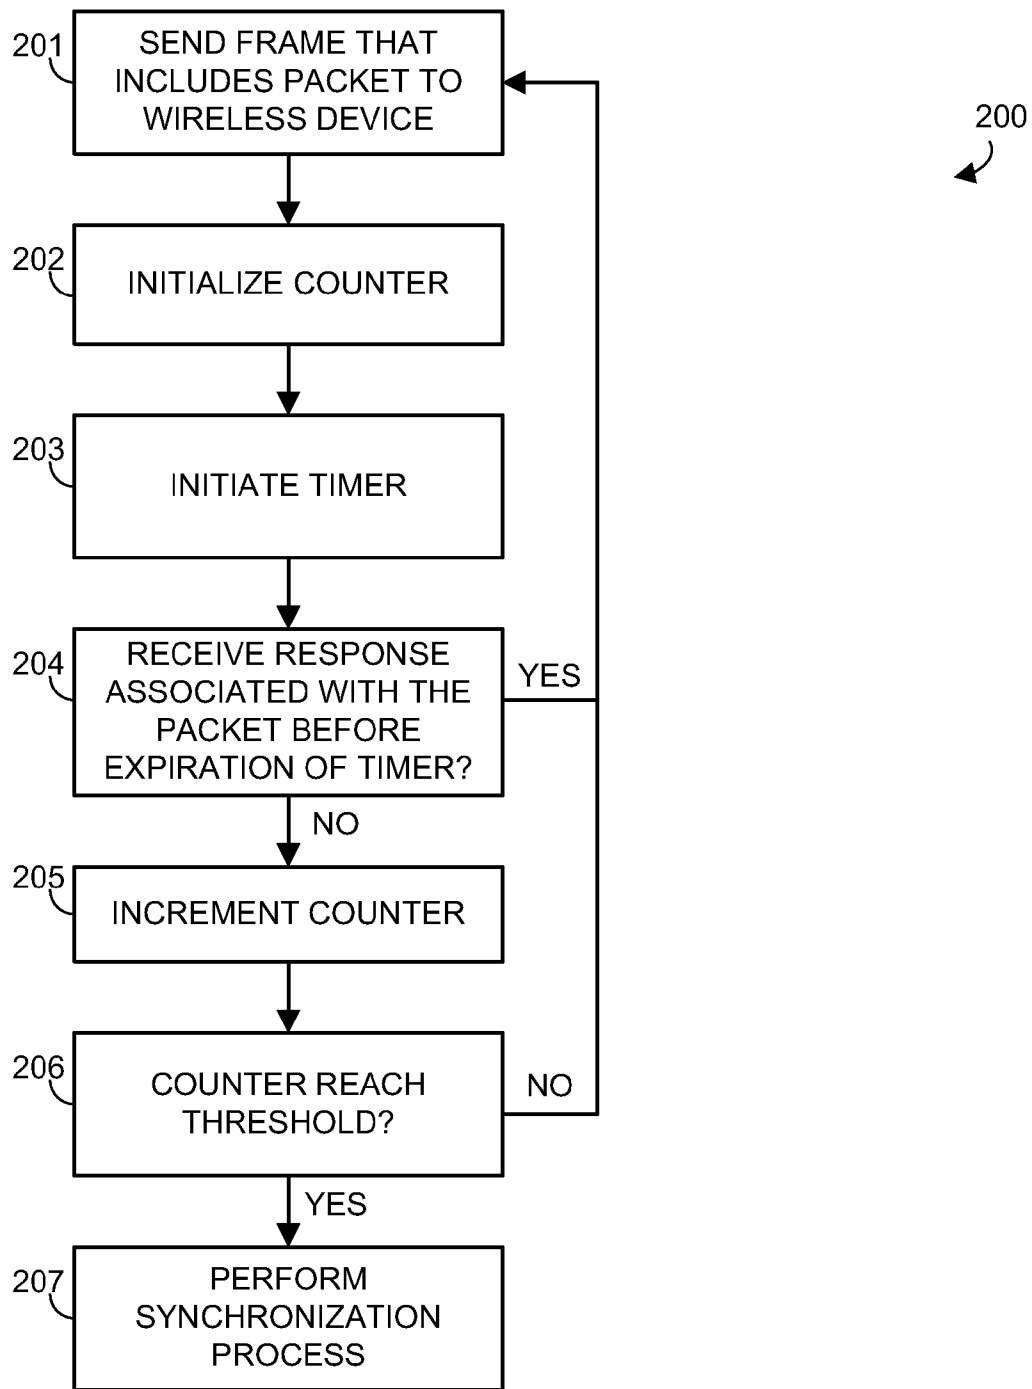 201
SEND FRAME THAT
INCLUDES PACKET TO
WIRELESS DEVICE
200
202
INITIALIZE COUNTER
203
INITIATE TIMER
204
RECEIVE RESPONSE
ASSOCIATED WITH THE
PACKET BEFORE
EXPIRATION OF TIMER?
YES
NO
205
INCREMENT COUNTER
206
COUNTER REACH
THRESHOLD?
NO
YES
207
PERFORM
SYNCHRONIZATION
PROCESS